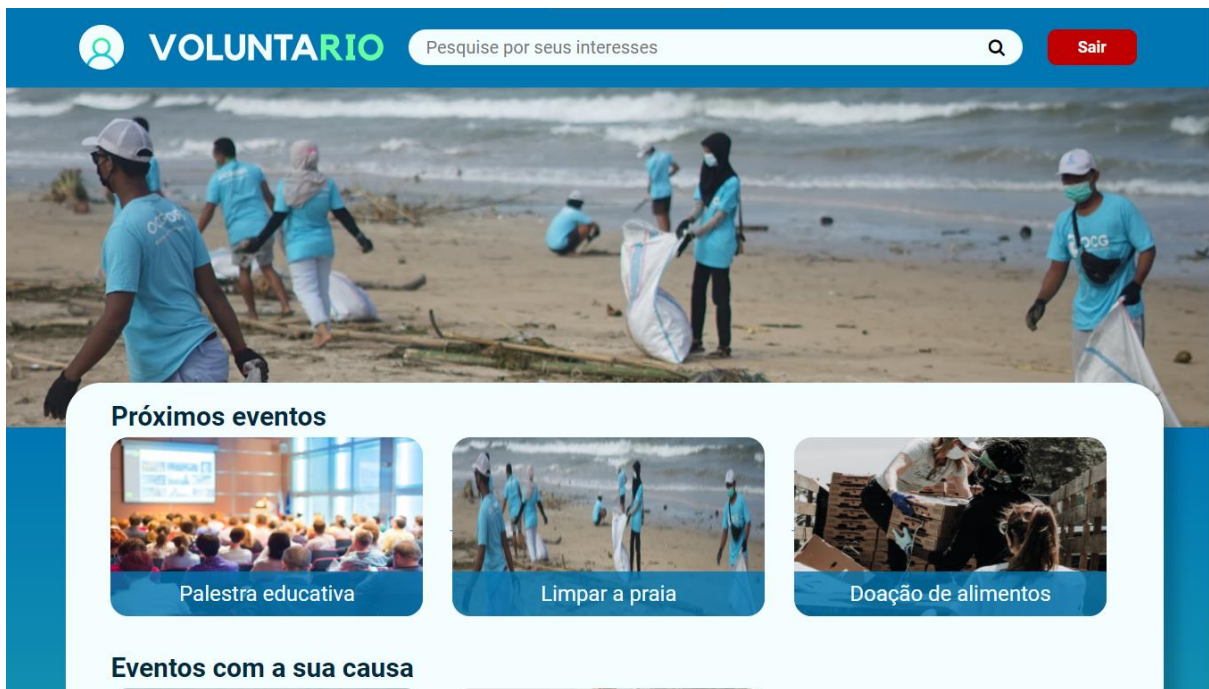 VOLUNTARIO
Pesquise por seus interesses
Sair
OCG
Próximos eventos
Palestra educativa
Limpar a praia
Doação de alimentos
Eventos com a sua causa